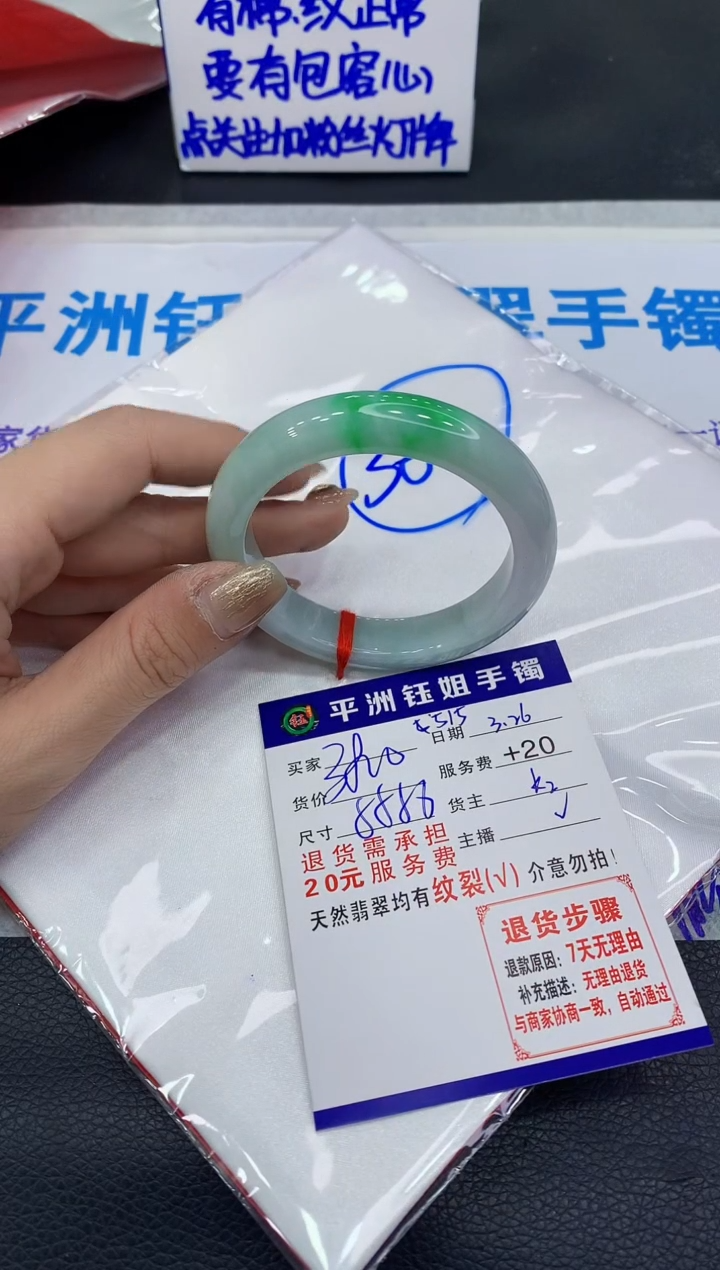 有棉、纹正常
要有包容心
点关注加粉丝灯牌
平洲钰
翠手镯
50
平洲钰姐手镯
买家
日期 3.26
货价
服务费 +20
尺寸 8888
货主
主播
退货需承担
20元服务费
天然翡翠均有纹裂(√) 介意勿拍!
退货步骤
退款原因: 7天无理由
补充描述: 无理由退货
与商家协商一致, 自动通过